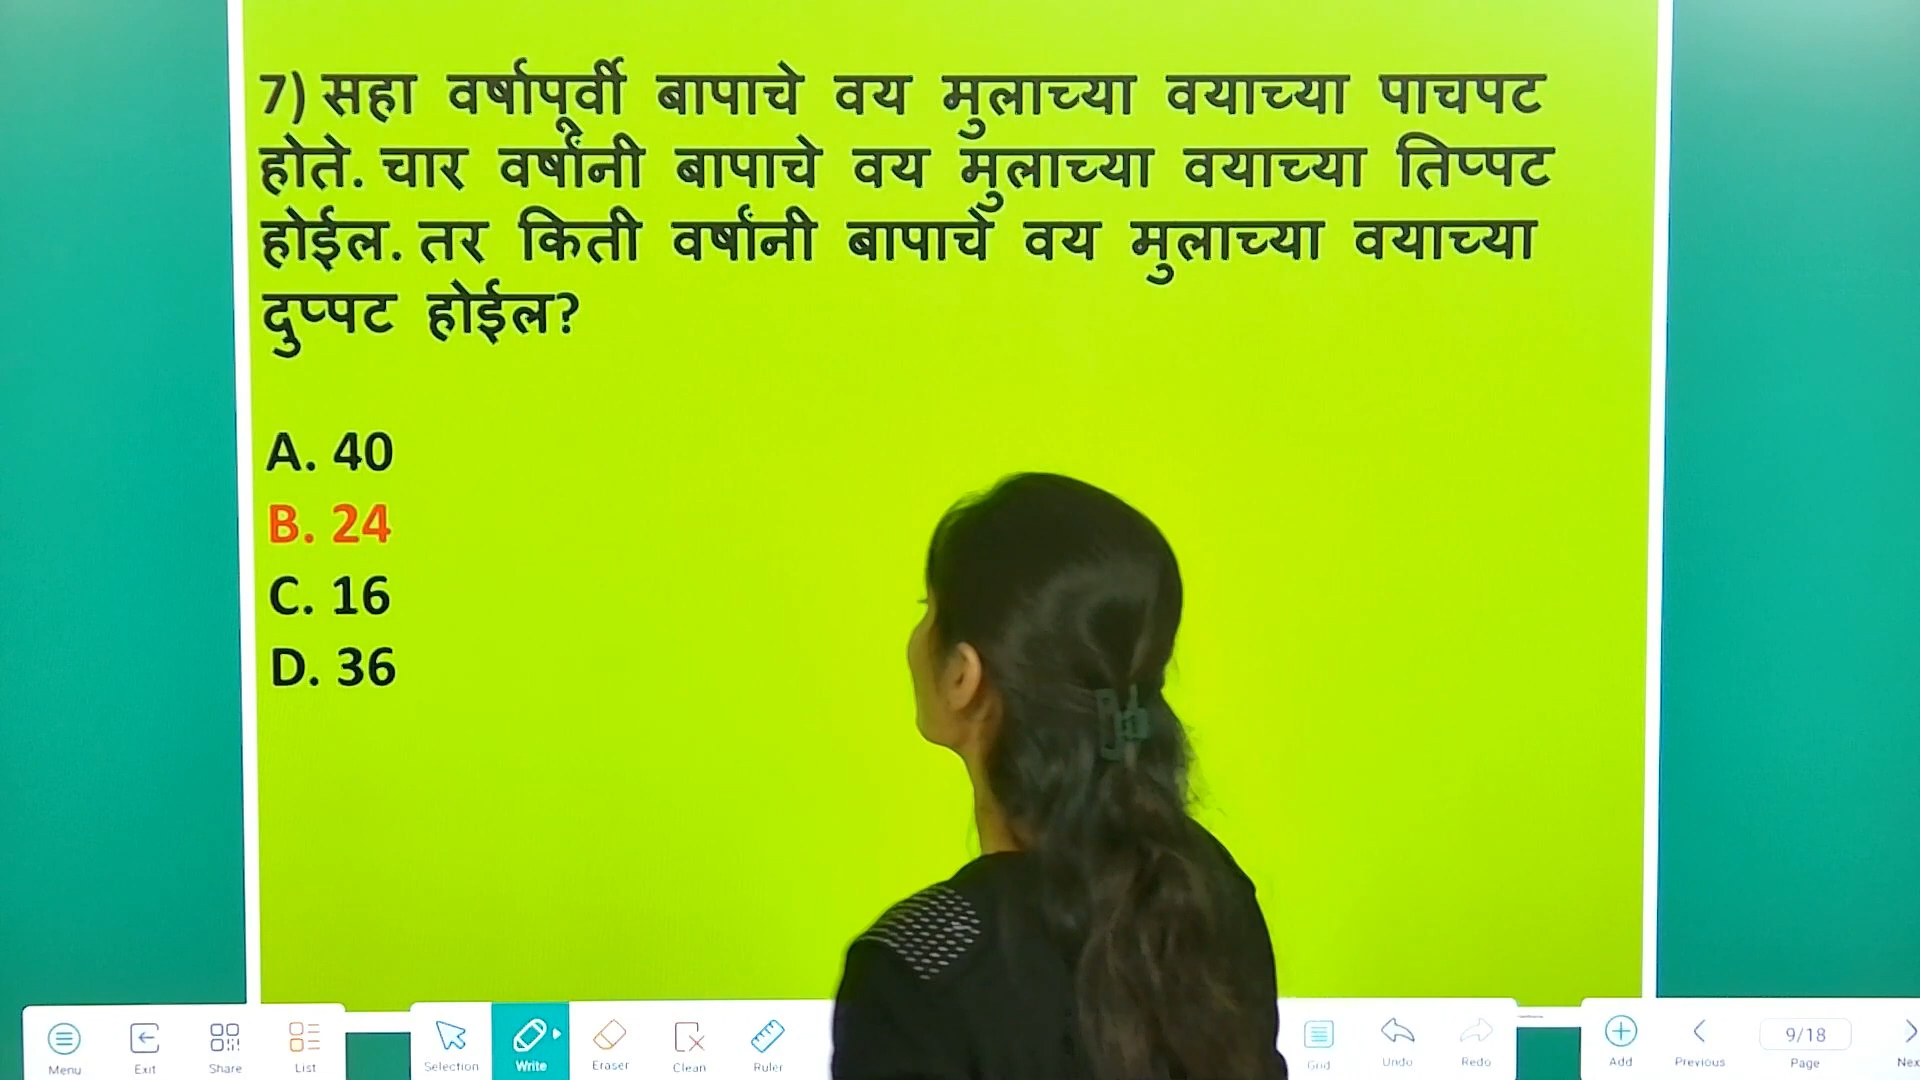 7) सहा वर्षापूर्वी बापाचे वय मुलाच्या वयाच्या पाचपट
होते. चार वर्षांनी बापाचे वय मुलाच्या वयाच्या तिप्पट
होईल. तर किती वर्षांनी बापाचे वय मुलाच्या वयाच्या
दुप्पट होईल?
A. 40
B. 24
C. 16
D. 36
Menu Exit Share List Selection Write Eraser Clean Ruler Grid Undo Redo Add Previous 9/18 Page Nex